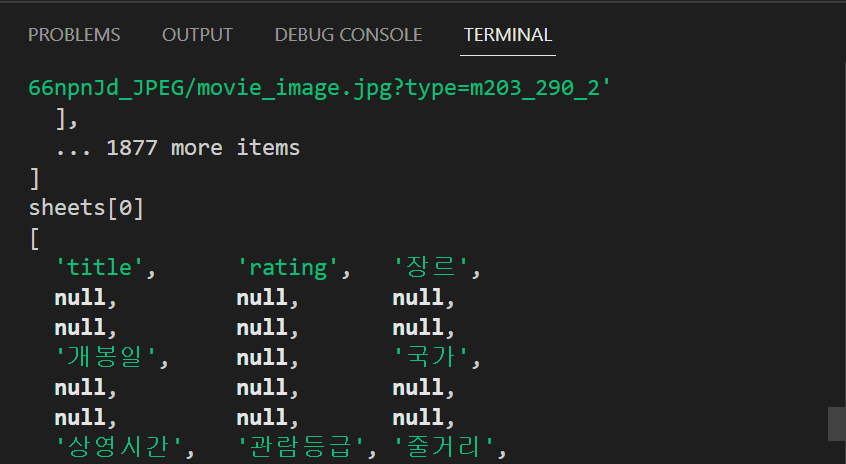 PROBLEMS OUTPUT DEBUG CONSOLE TERMINAL
66npnJd_JPEG/movie_image.jpg?type=m203_290_2'
],
... 1877 more items
]
sheets[0]
[
'title', 'rating', '장르',
null, null, null,
null, null, null,
'개봉일', null, '국가',
null, null, null,
null, null, null,
'상영시간', '관람등급', '줄거리',